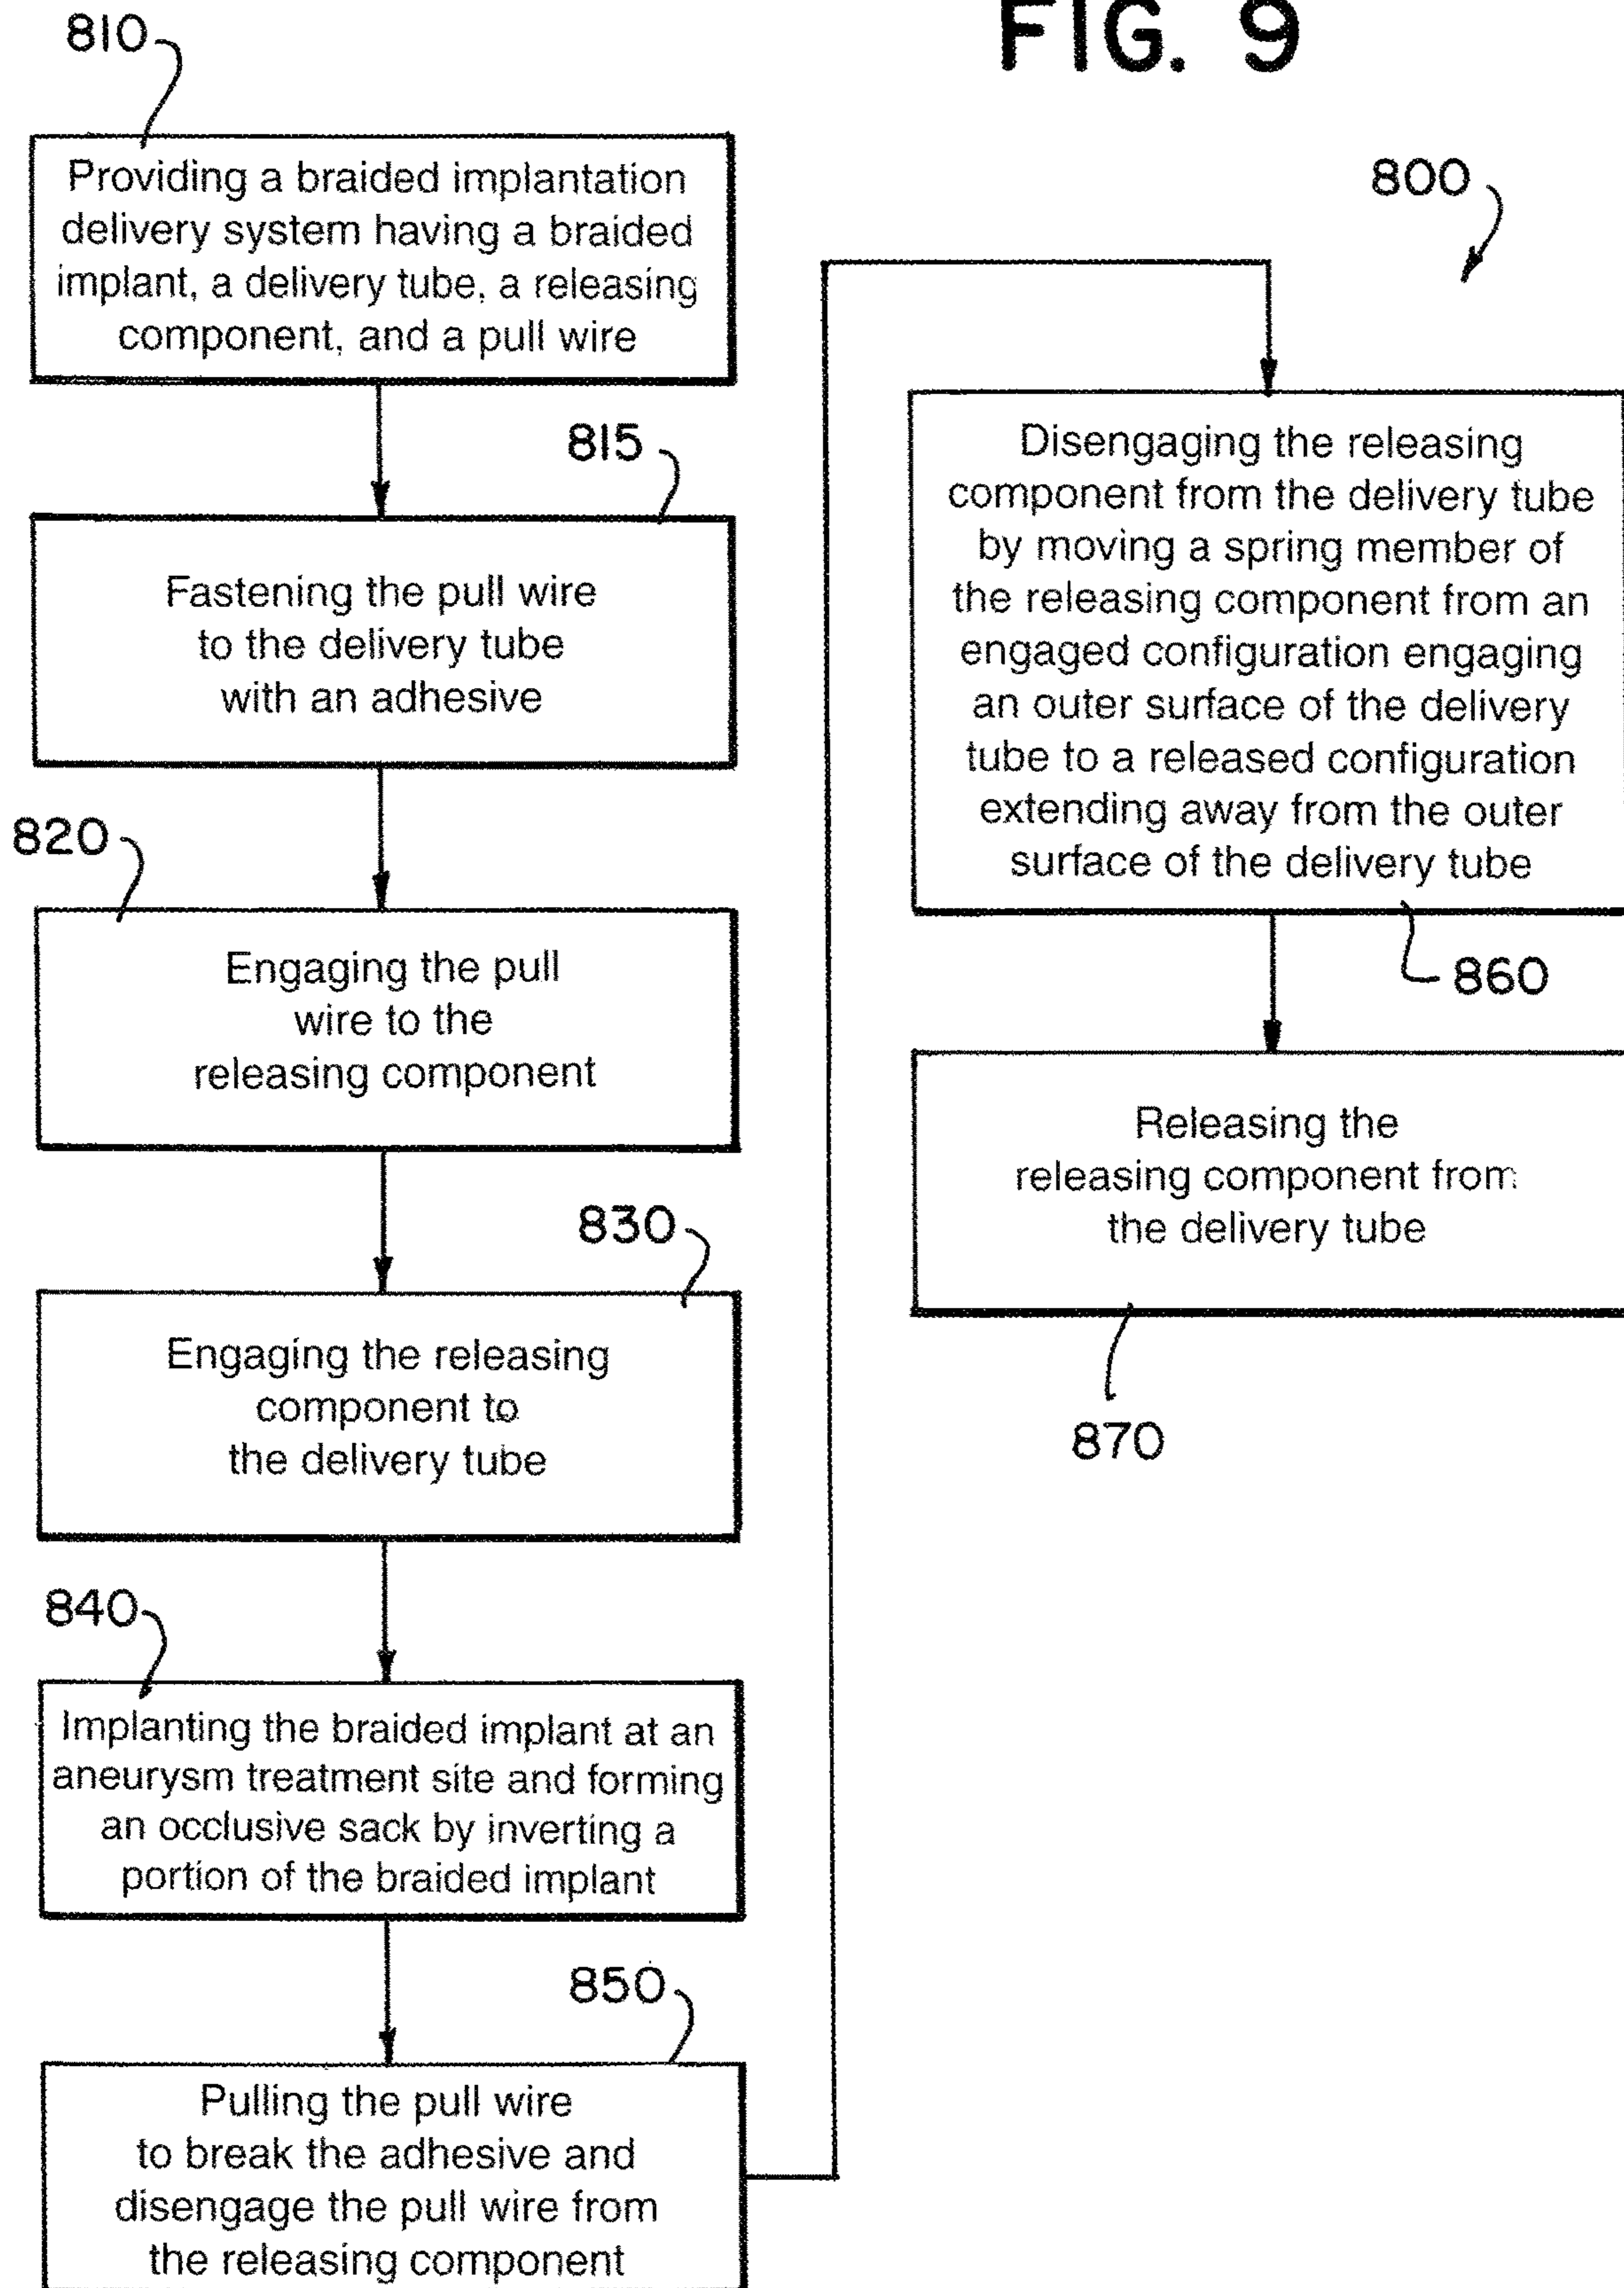 FIG. 9
800
810
Providing a braided implantation
delivery system having a braided
implant, a delivery tube, a releasing
component, and a pull wire
815
Fastening the pull wire
to the delivery tube
with an adhesive
820
Engaging the pull
wire to the
releasing component
830
Engaging the releasing
component to
the delivery tube
840
Implanting the braided implant at an
aneurysm treatment site and forming
an occlusive sack by inverting a
portion of the braided implant
850
Pulling the pull wire
to break the adhesive and
disengage the pull wire from
the releasing component
Disengaging the releasing
component from the delivery tube
by moving a spring member of
the releasing component from an
engaged configuration engaging
an outer surface of the delivery
tube to a released configuration
extending away from the outer
surface of the delivery tube
860
Releasing the
releasing component from
the delivery tube
870